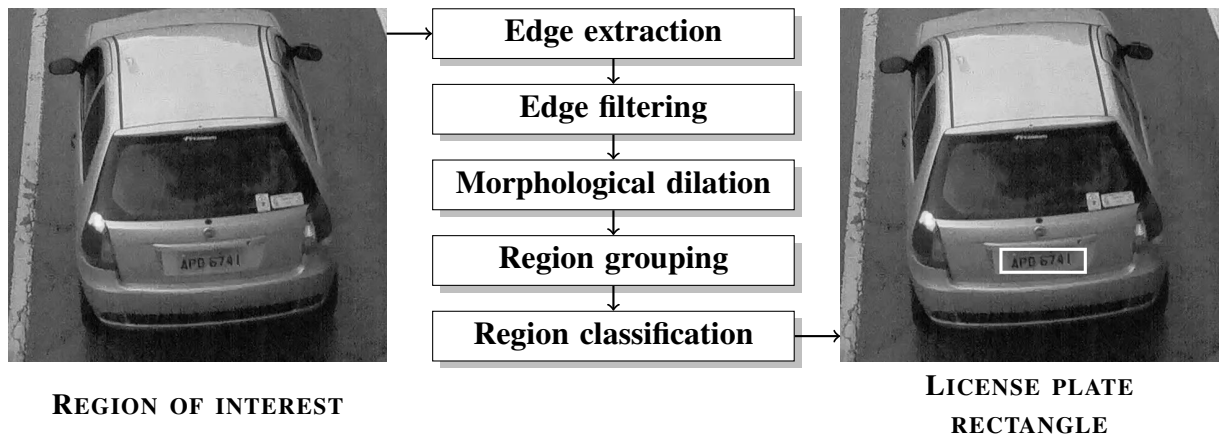 Edge extraction
Edge filtering
Morphological dilation
Region grouping
Region classification
APD 6741
APD 6741
REGION OF INTEREST
LICENSE PLATE
RECTANGLE